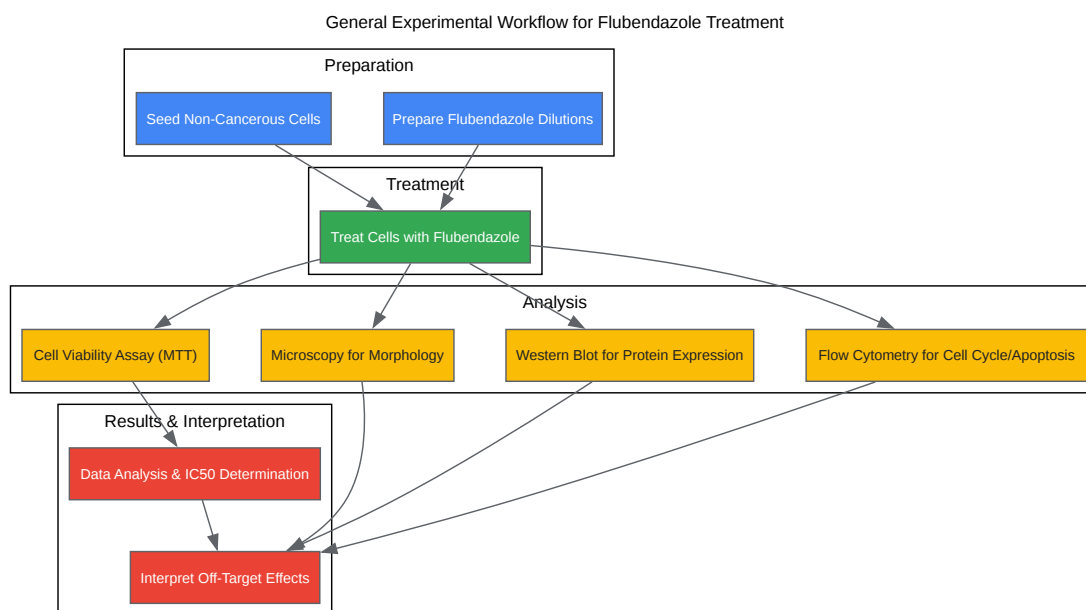 General Experimental Workflow for Flubendazole Treatment
Preparation
Seed Non-Cancerous Cells
Prepare Flubendazole Dilutions
Treatment
Treat Cells with Flubendazole
Analysis
Cell Viability Assay (MTT)
Microscopy for Morphology
Western Blot for Protein Expression
Flow Cytometry for Cell Cycle/Apoptosis
Results & Interpretation
Data Analysis & IC50 Determination
Interpret Off-Target Effects